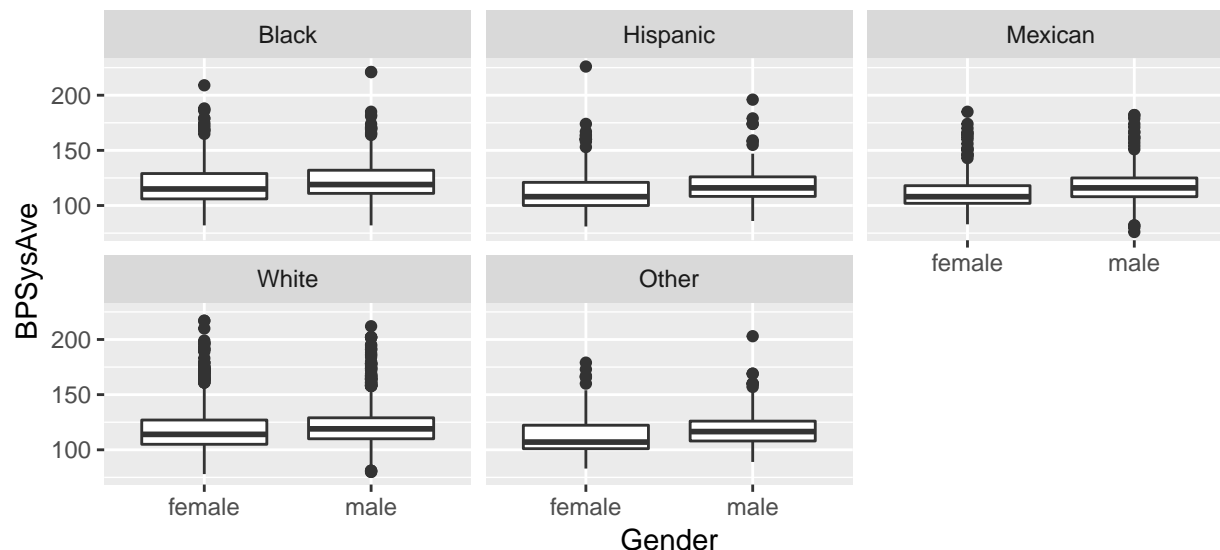 Black Hispanic Mexican
200
150
100
female male
White Other
200
150
100
female male female male
Gender
BPSysAve